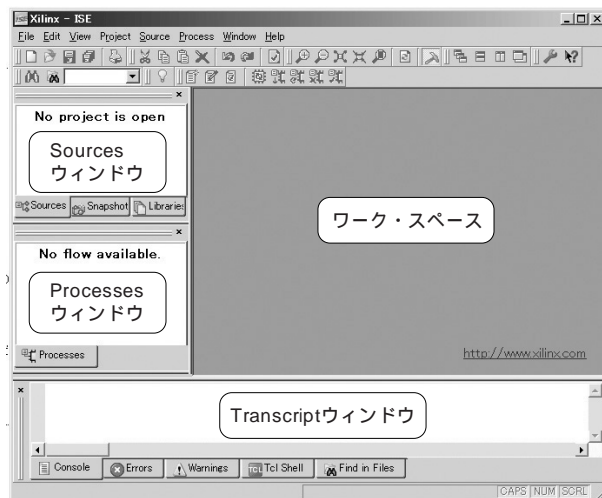 Xilinx - ISE
File Edit View Project Source Process Window Help
No project is open
Sources
ウィンドウ
Sources Snapshot Libraries
ワーク・スペース
No flow available.
Processes
ウィンドウ
Processes
http://www.xilinx.com
Transcriptウィンドウ
Console Errors Warnings Tcl Shell Find in Files
CAPS NUM SCRL